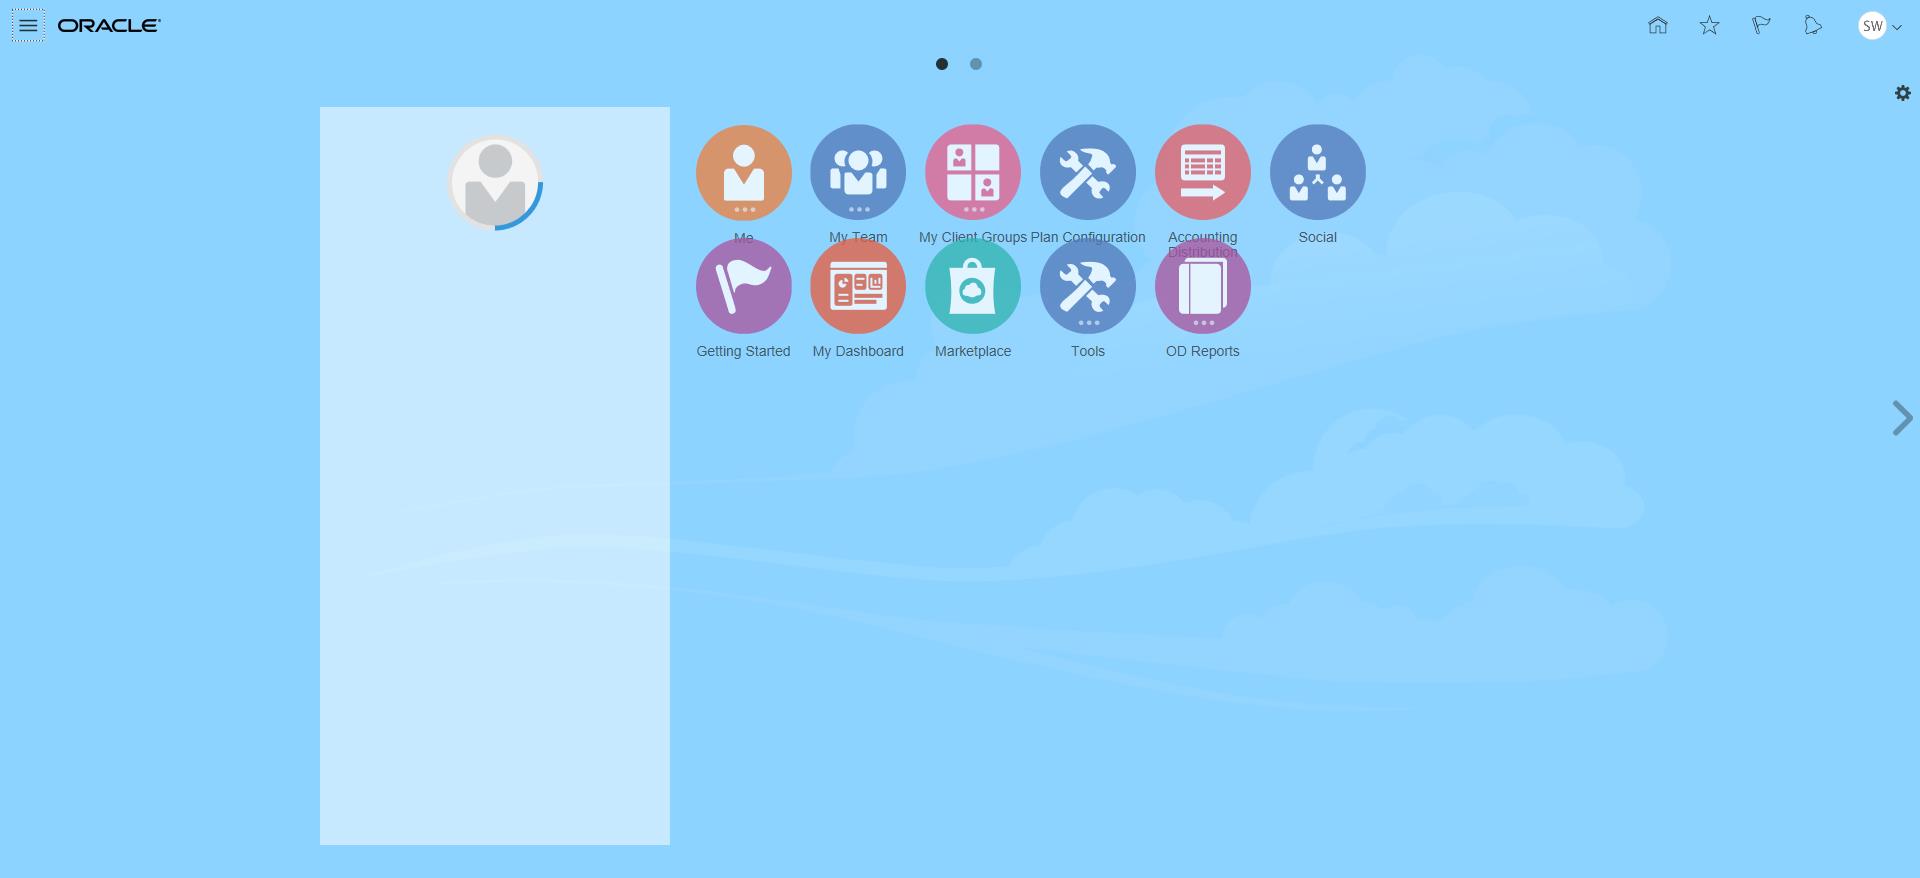 ORACLE
SW
Me
My Team
My Client Groups
Plan Configuration
Accounting
Distribution
Social
Getting Started
My Dashboard
Marketplace
Tools
OD Reports